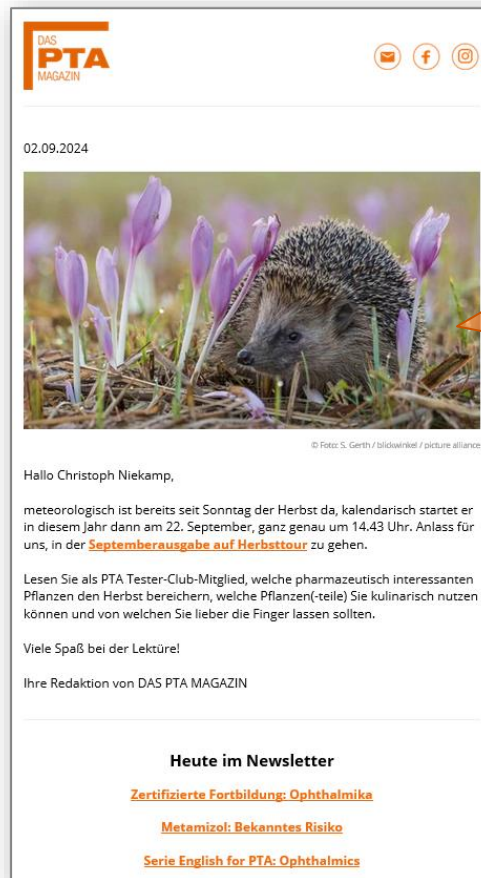 DAS
PTA
MAGAZIN
02.09.2024
© Foto: S. Gerth / blickwinkel / picture alliance
Hallo Christoph Niekamp,
meteorologisch ist bereits seit Sonntag der Herbst da, kalendarisch startet er
in diesem Jahr dann am 22. September, ganz genau um 14.43 Uhr. Anlass für
uns, in der Septemberausgabe auf Herbsttour zu gehen.
Lesen Sie als PTA Tester-Club-Mitglied, welche pharmazeutisch interessanten
Pflanzen den Herbst bereichern, welche Pflanzen(-teile) Sie kulinarisch nutzen
können und von welchen Sie lieber die Finger lassen sollten.
Viele Spaß bei der Lektüre!
Ihre Redaktion von DAS PTA MAGAZIN
Heute im Newsletter
Zertifizierte Fortbildung: Ophthalmika
Metamizol: Bekanntes Risiko
Serie English for PTA: Ophthalmics